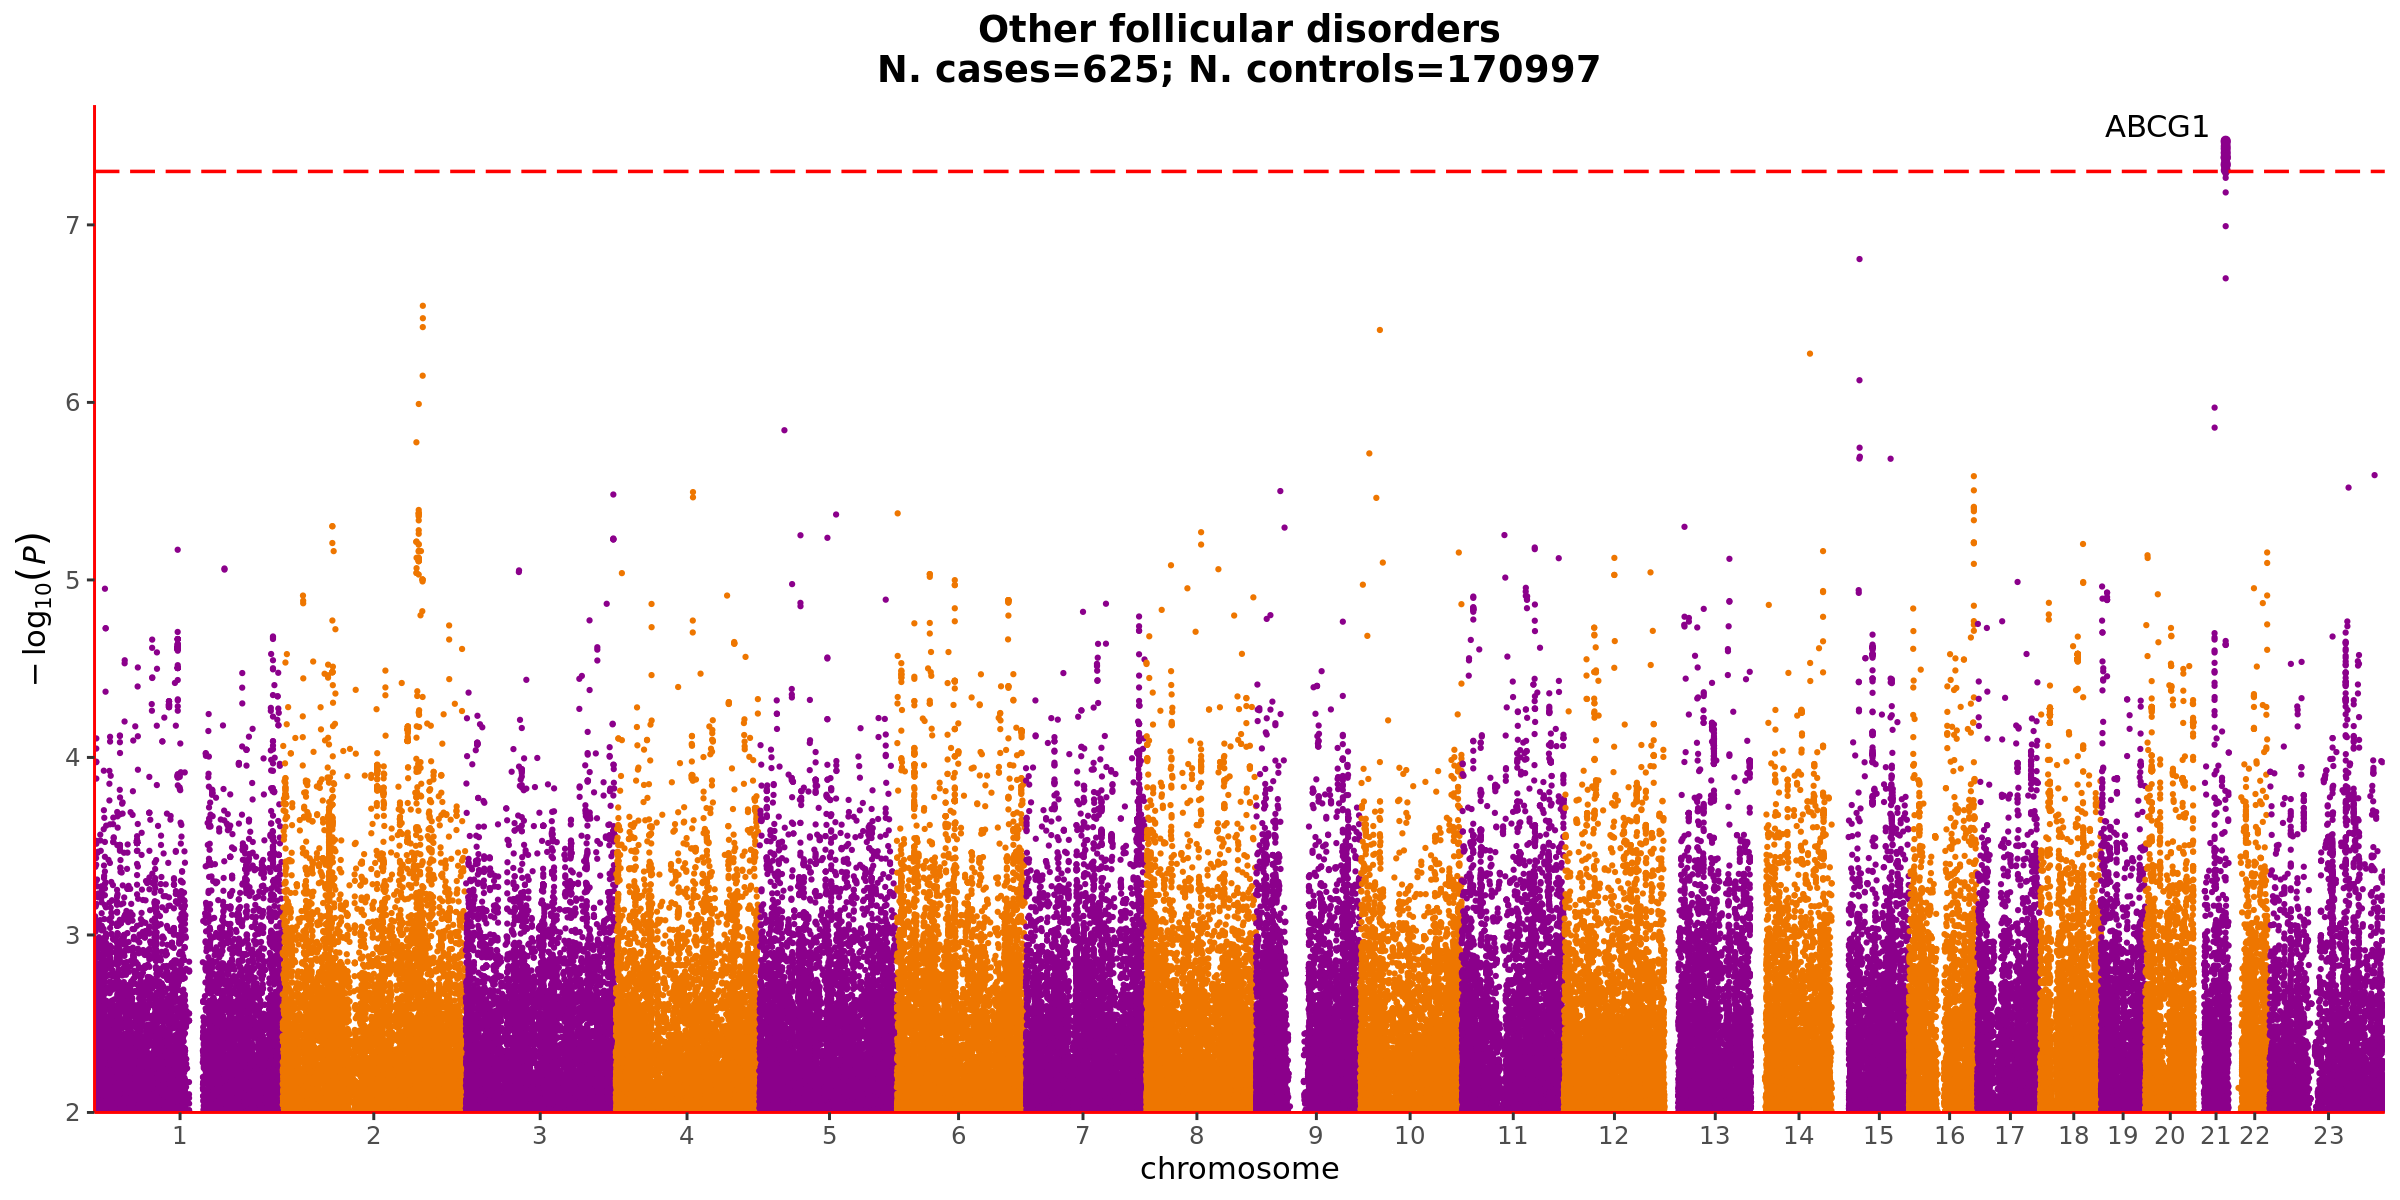 Other follicular disorders
N. cases=625; N. controls=170997
ABCG1
7
6
5
4
3
2
−log₁₀(P)
1 2 3 4 5 6 7 8 9 10 11 12 13 14 15 16 17 18 19 20 21 22 23
chromosome